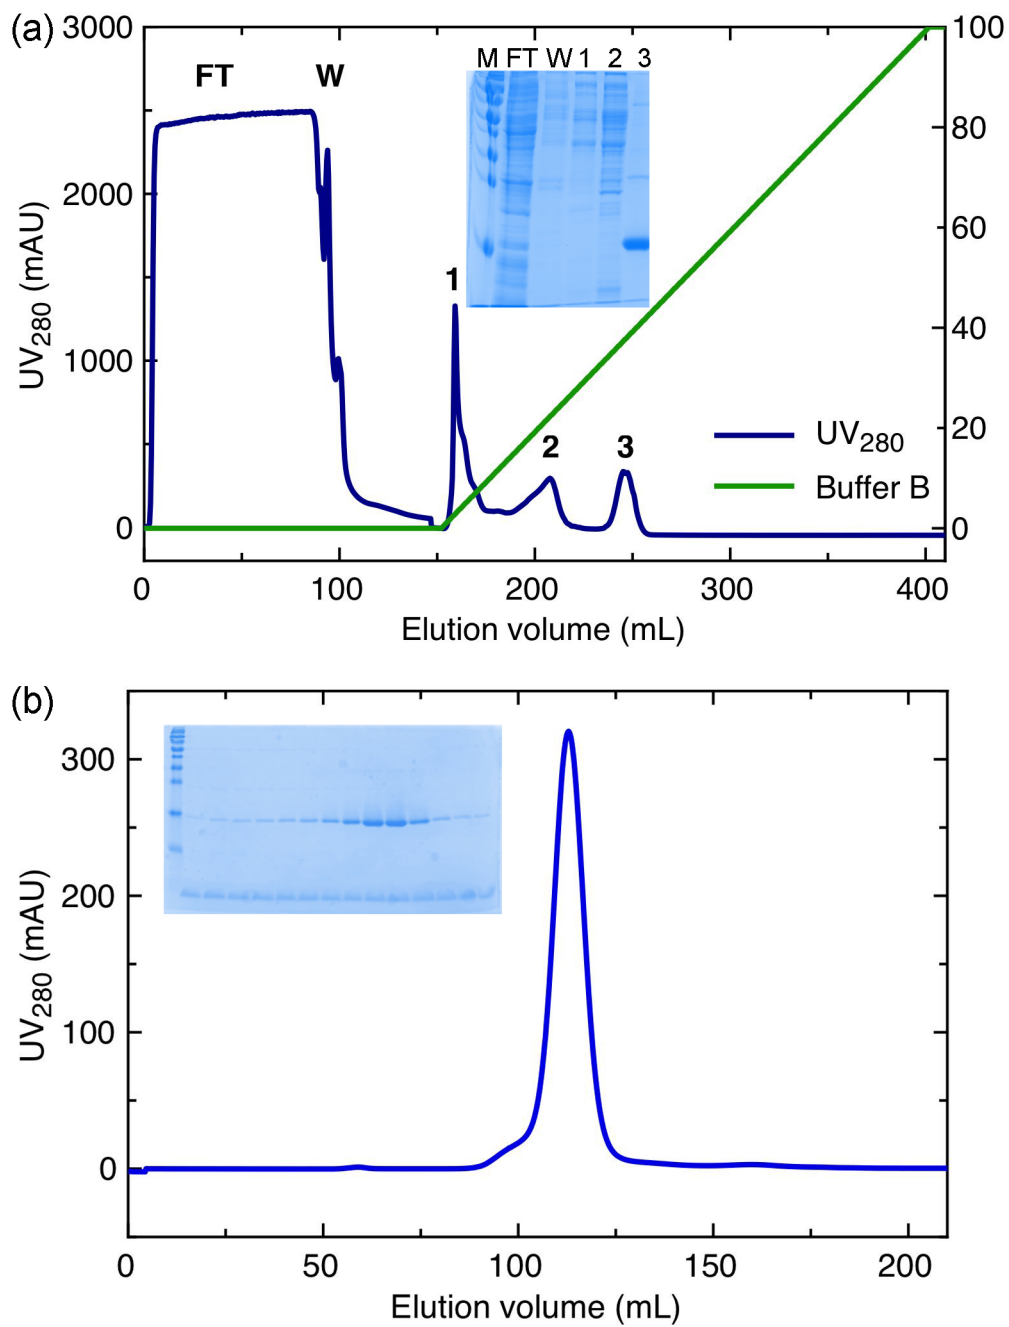 (a)
3000
2000
1000
0
UV280 (mAU)
FT
W
1
2
3
M FT W 1 2 3
100
80
60
40
20
0
UV280
Buffer B
0 100 200 300 400
Elution volume (mL)
(b)
300
200
100
0
UV280 (mAU)
0 50 100 150 200
Elution volume (mL)